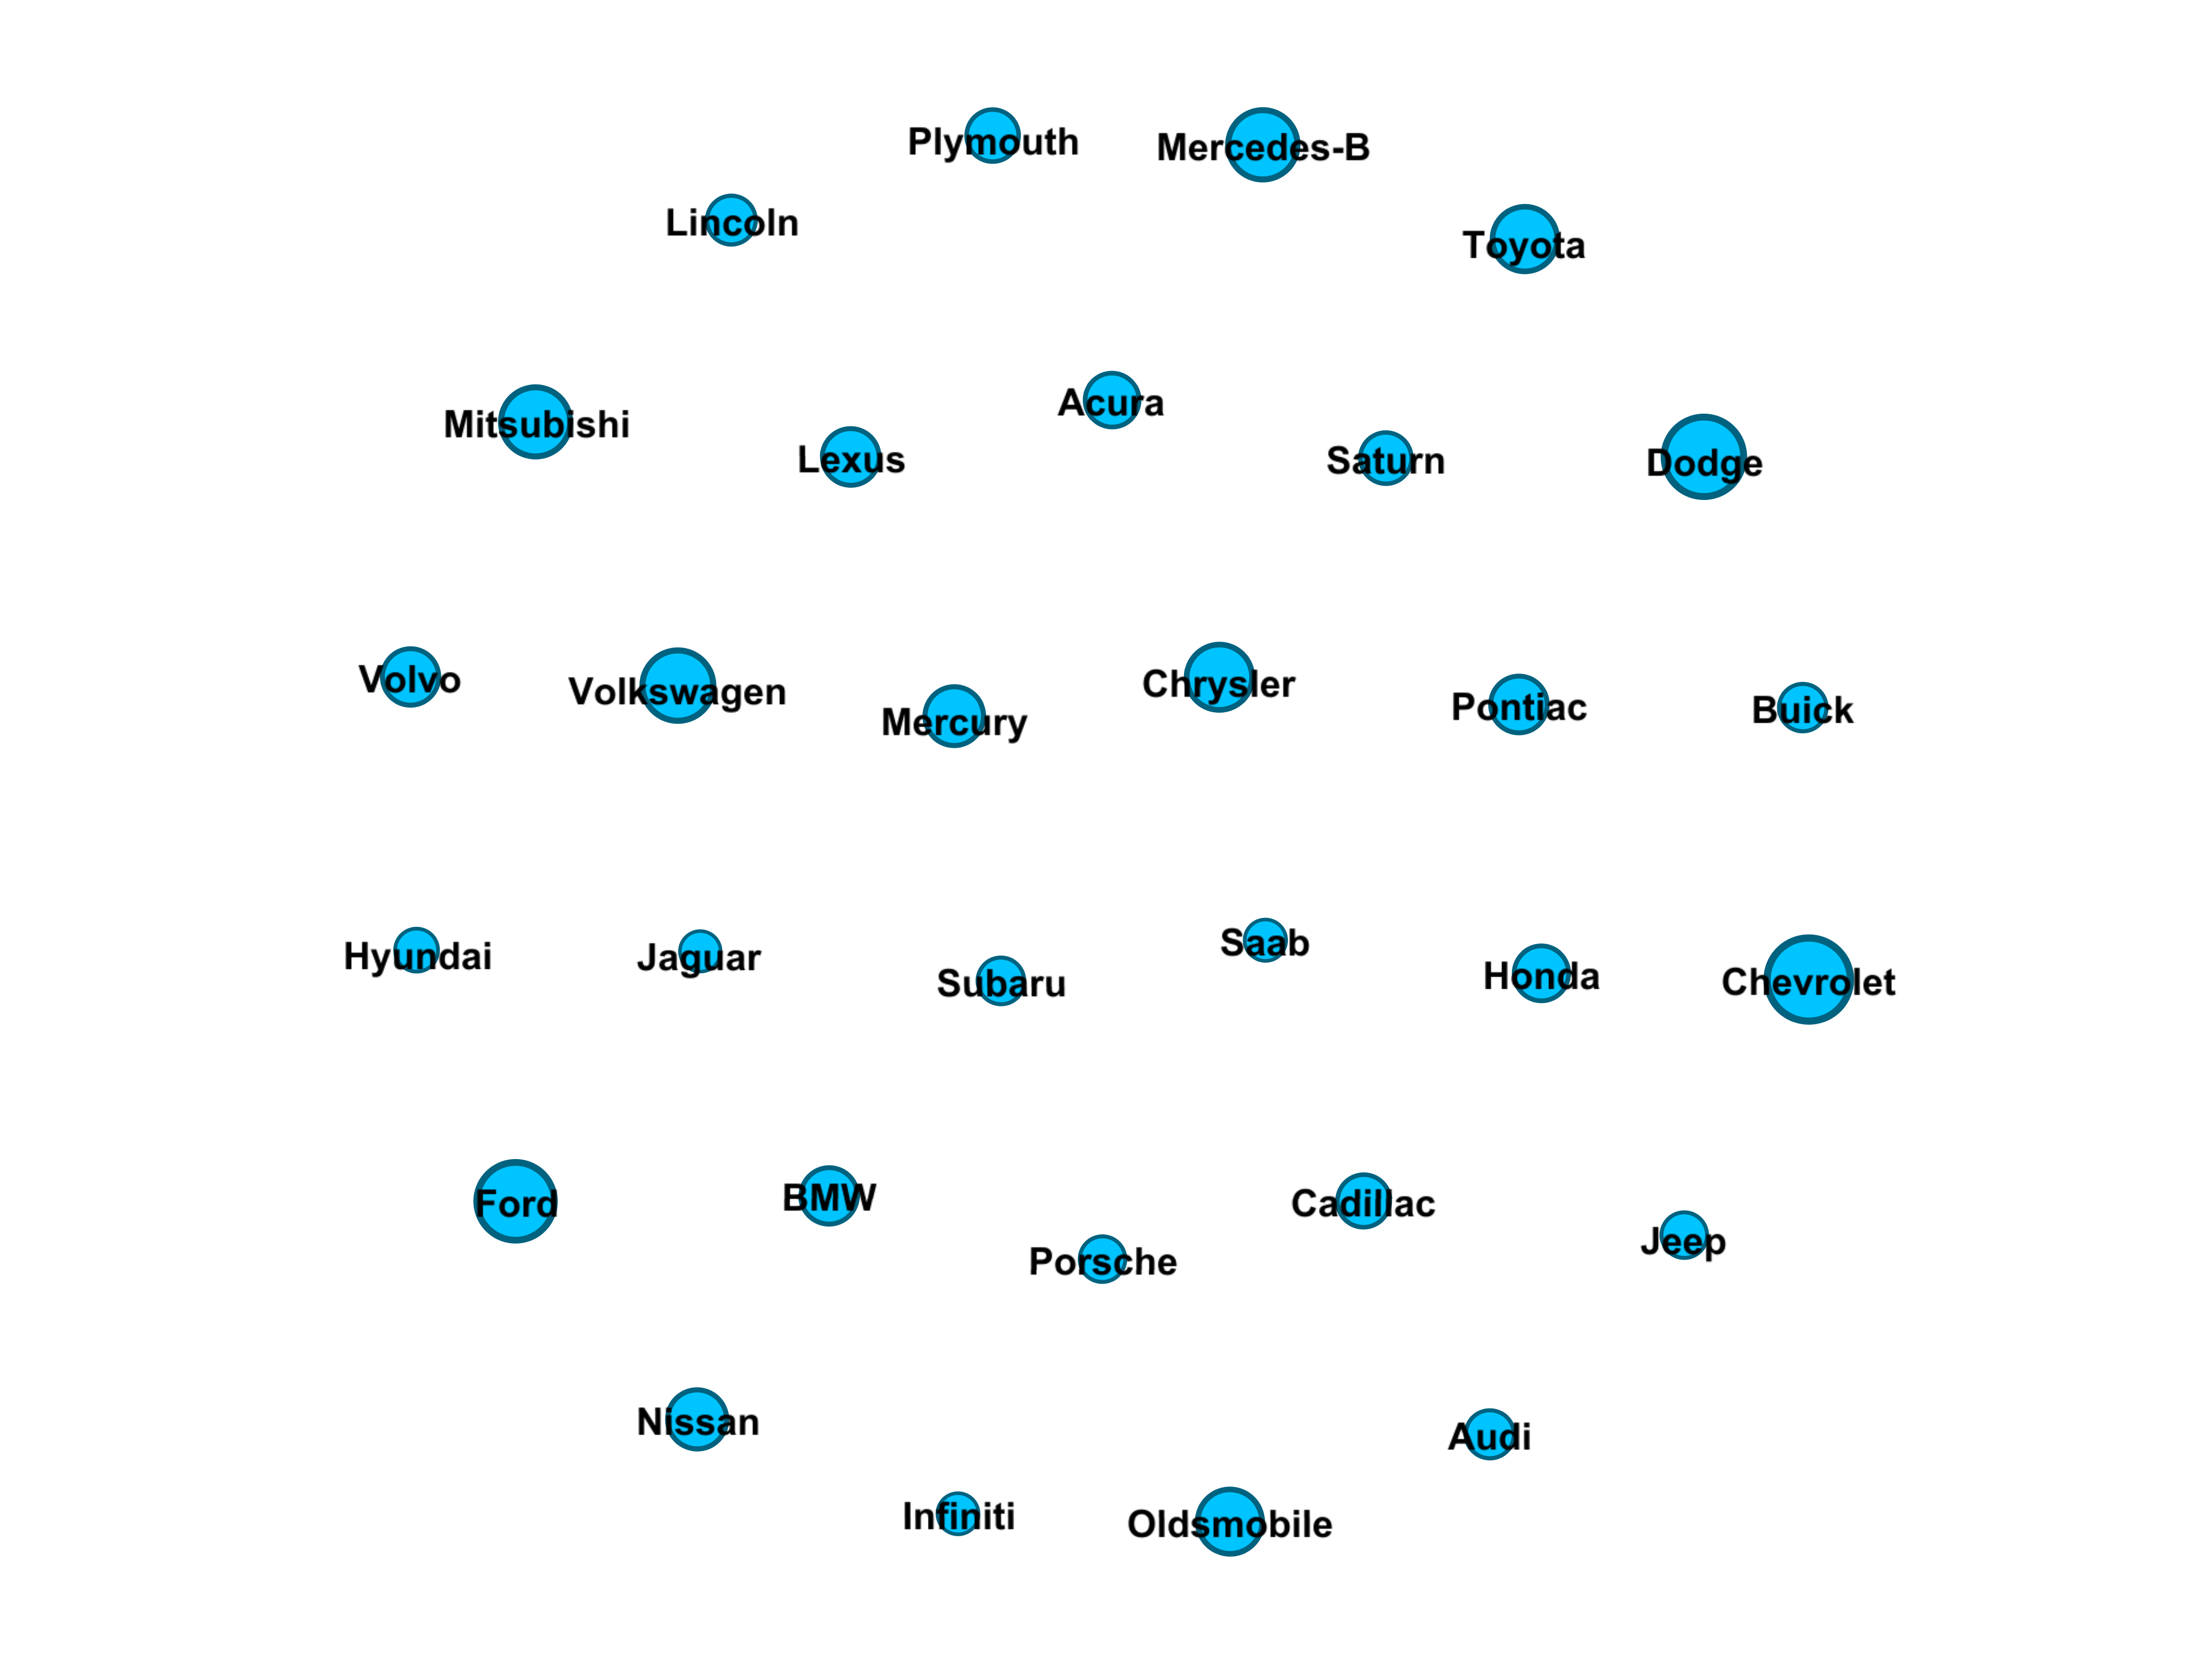 Plymouth
Mercedes-B
Lincoln
Toyota
Acura
Mitsubishi
Lexus
Saturn
Dodge
Volvo
Volkswagen
Mercury
Chrysler
Pontiac
Buick
Hyundai
Jaguar
Subaru
Saab
Honda
Chevrolet
Ford
BMW
Cadillac
Porsche
Jeep
Nissan
Audi
Infiniti
Oldsmobile